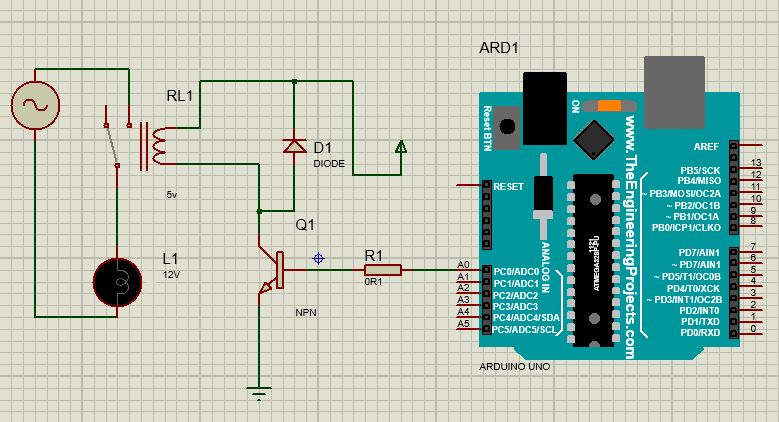 ARD1
RL1
5v
D1
DIODE
Q1
NPN
R1
0R1
L1
12V
Reset BTN
ON
www.TheEngineeringProjects.com
RESET
ANALOG IN
ATMEGA328P-PU
1121
AREF
PB5/SCK 13
PB4/MISO 12
~ PB3/MOSI/OC2A 11
~ PB2/OC1B 10
~ PB1/OC1A 9
PB0/ICP1/CLKO 8
PD7/AIN1 7
~ PD7/AIN1 6
~ PD5/T1/OC0B 5
PD4/T0/XCK 4
~ PD3/INT1/OC2B 3
PD2/INT0 2
PD1/TXD 1
PD0/RXD 0
A0 PC0/ADC0
A1 PC1/ADC1
A2 PC2/ADC2
A3 PC3/ADC3
A4 PC4/ADC4/SDA
A5 PC5/ADC5/SCL
ARDUINO UNO